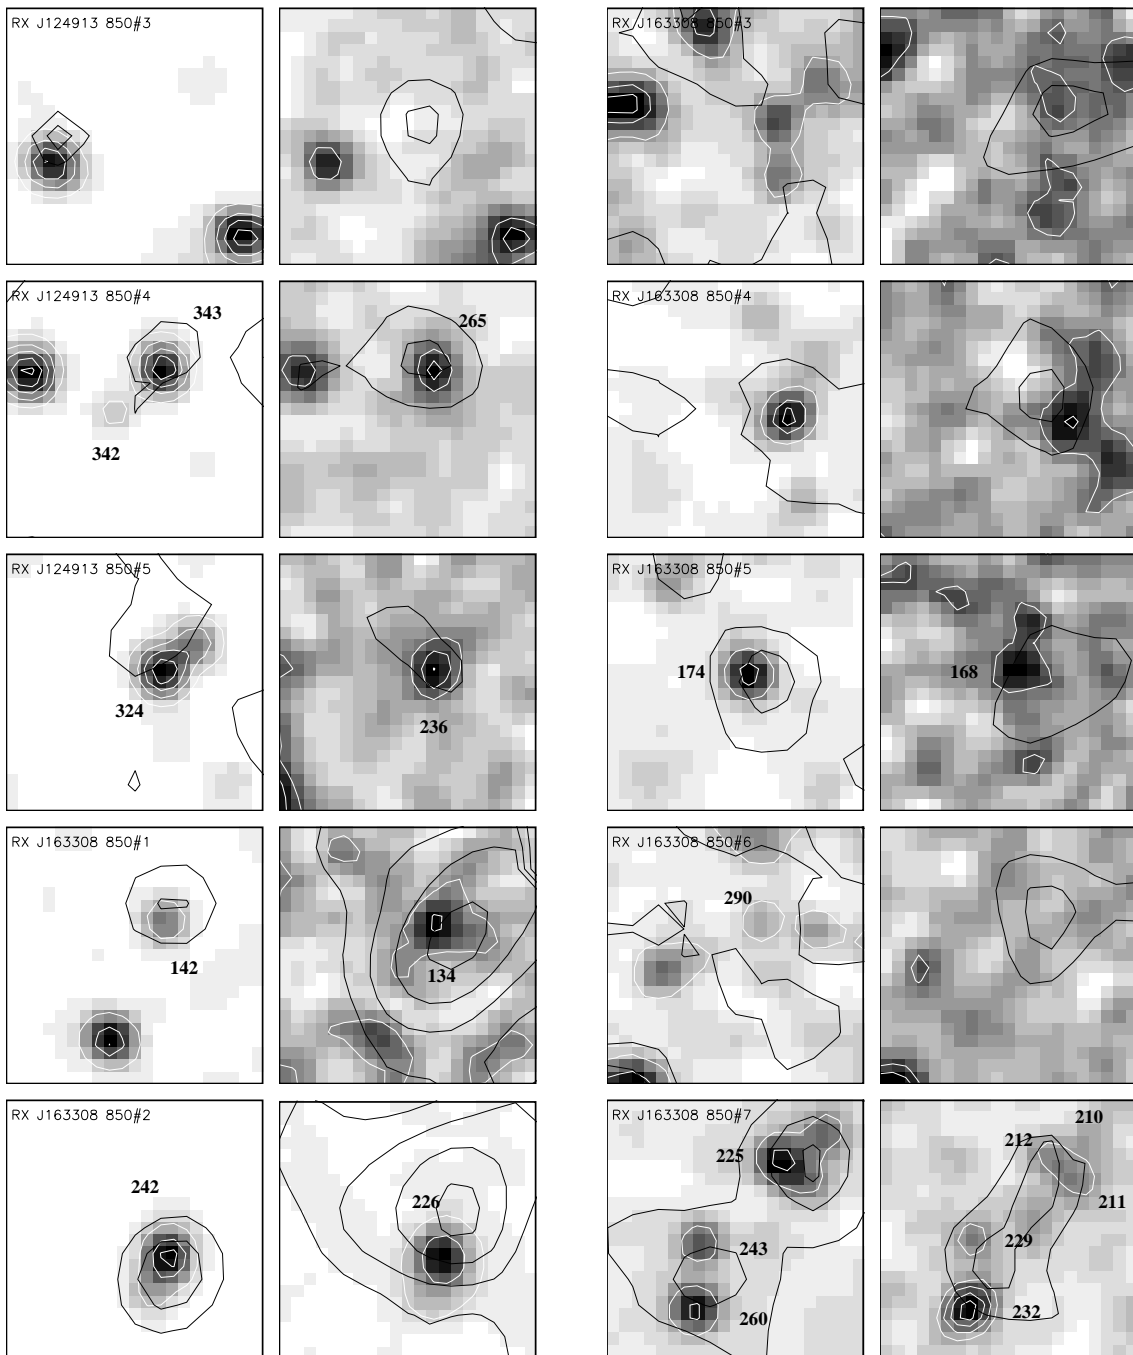 RX J124913 850#3
RX J163308 850#3
RX J124913 850#4
343
342
265
RX J163308 850#4
RX J124913 850#5
324
236
RX J163308 850#5
174
168
RX J163308 850#1
142
134
RX J163308 850#6
290
RX J163308 850#2
242
226
RX J163308 850#7
225
243
260
210
212
211
229
232